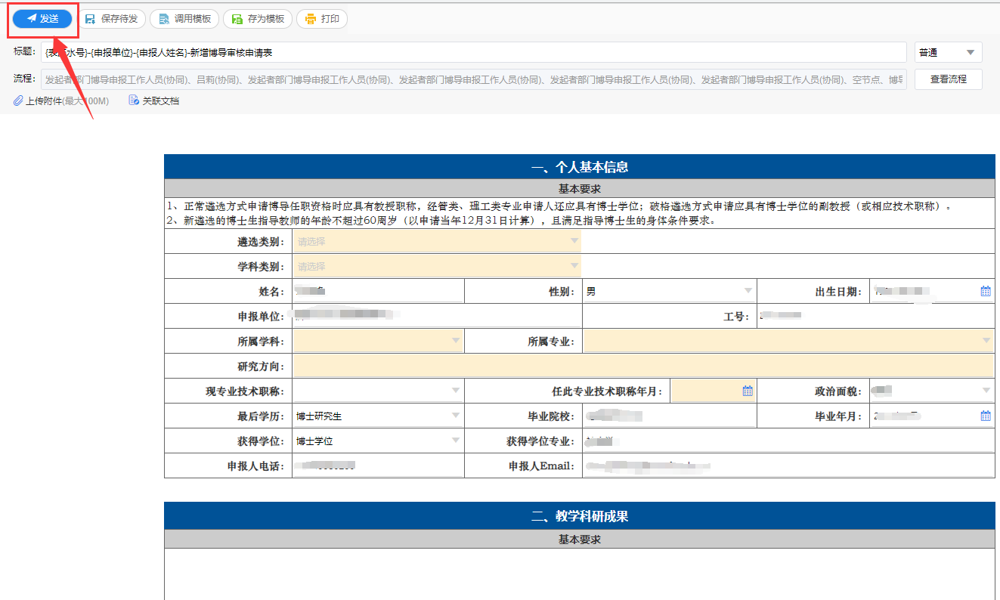 发送 保存待发 调用模板 存为模板 打印
标题： 水号}-{申报单位}-{申报人姓名}-新增博导审核申请表 普通
流程： 发起者部门博导申报工作人员(协同)、吕莉(协同)、发起者部门博导申报工作人员(协同)、发起者部门博导申报工作人员(协同)、发起者部门博导申报工作人员(协同)、发起者部门博导申报工作人员(协同)、空节点、博导 查看流程
上传附件(最大100M) 关联文档
一、个人基本信息
基本要求
1、正常遴选方式申请博导任职资格时应具有教授职称，经管类、理工类专业申请人还应具有博士学位；破格遴选方式申请应具有博士学位的副教授（或相应技术职称）。
2、新遴选的博士生指导教师的年龄不超过60周岁（以申请当年12月31日计算），且满足指导博士生的身体条件要求。
遴选类别： 请选择
学科类别： 请选择
姓名： 性别： 男 出生日期：
申报单位： 工号：
所属学科： 所属专业：
研究方向：
现专业技术职称： 任此专业技术职称年月： 政治面貌：
最后学历： 博士研究生 毕业院校： 毕业年月：
获得学位： 博士学位 获得学位专业：
申报人电话： 申报人Email：
二、教学科研成果
基本要求